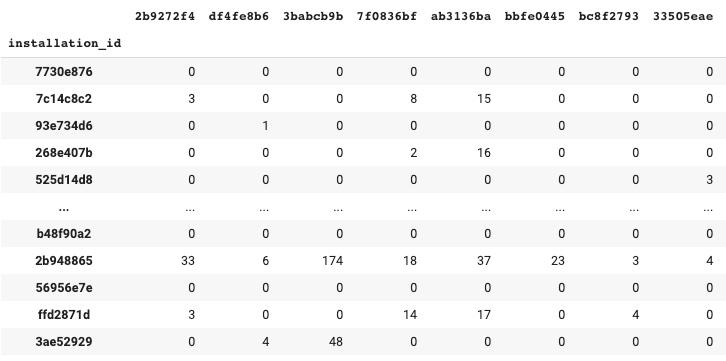 2b9272f4 df4fe8b6 3babcb9b 7f0836bf ab3136ba bbfe0445 bc8f2793 33505eae
installation_id
7730e876 0 0 0 0 0 0 0 0
7c14c8c2 3 0 0 8 15 0 0 0
93e734d6 0 1 0 0 0 0 0 0
268e407b 0 0 0 2 16 0 0 0
525d14d8 0 0 0 0 0 0 0 3
... ... ... ... ... ... ... ... ...
b48f90a2 0 0 0 0 0 0 0 0
2b948865 33 6 174 18 37 23 3 4
56956e7e 0 0 0 0 0 0 0 0
ffd2871d 3 0 0 14 17 0 4 0
3ae52929 0 4 48 0 0 0 0 0